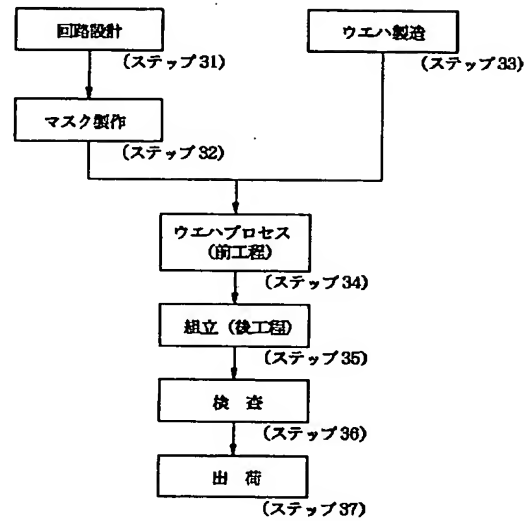 回路設計
(ステップ31)
ウエハ製造
(ステップ33)
マスク製作
(ステップ32)
ウエハプロセス
(前工程)
(ステップ34)
組立 (後工程)
(ステップ35)
検 査
(ステップ36)
出 荷
(ステップ37)